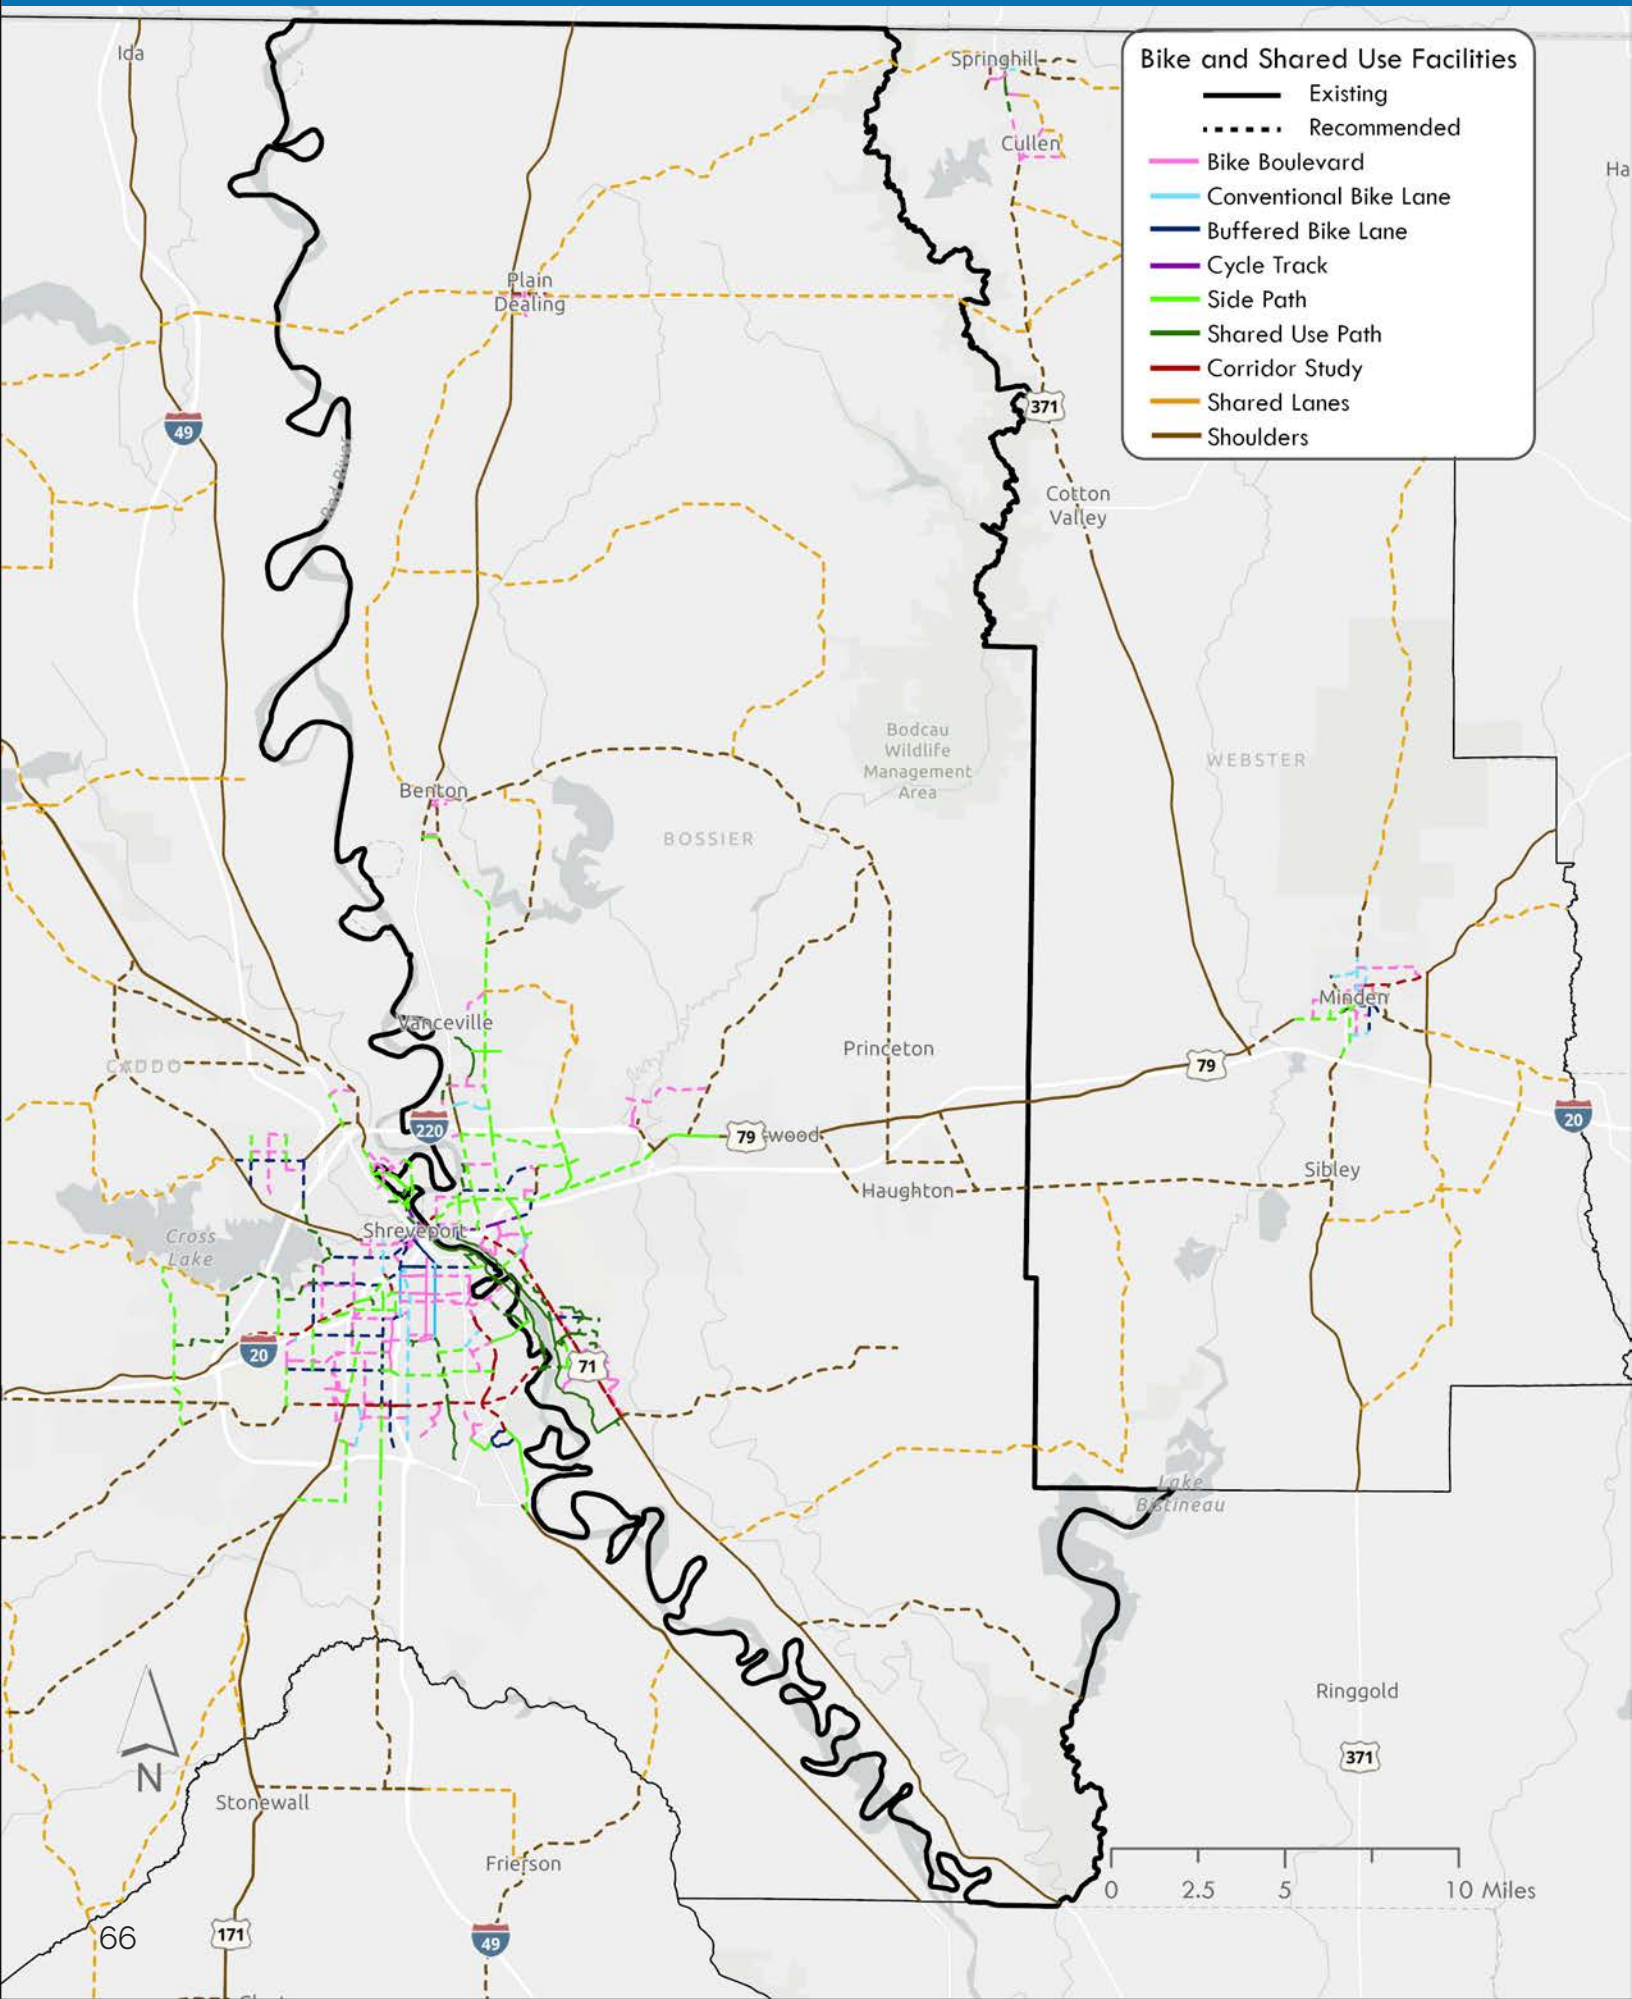 Ida
Springhill
Bike and Shared Use Facilities
Existing
Recommended
Bike Boulevard
Conventional Bike Lane
Buffered Bike Lane
Cycle Track
Side Path
Shared Use Path
Corridor Study
Shared Lanes
Shoulders
Cullen
Ha
Plain
Dealing
371
49
Red River
Cotton
Valley
Bodcau
Wildlife
Management
Area
WEBSTER
Benton
BOSSIER
Minden
Vanceville
Princeton
CADDO
79
220
79
wood
20
Haughton
Sibley
Cross
Lake
Shreveport
20
71
Lake
Bistineau
Ringgold
371
N
Stonewall
Frierson
0
2.5
5
10 Miles
66
171
49